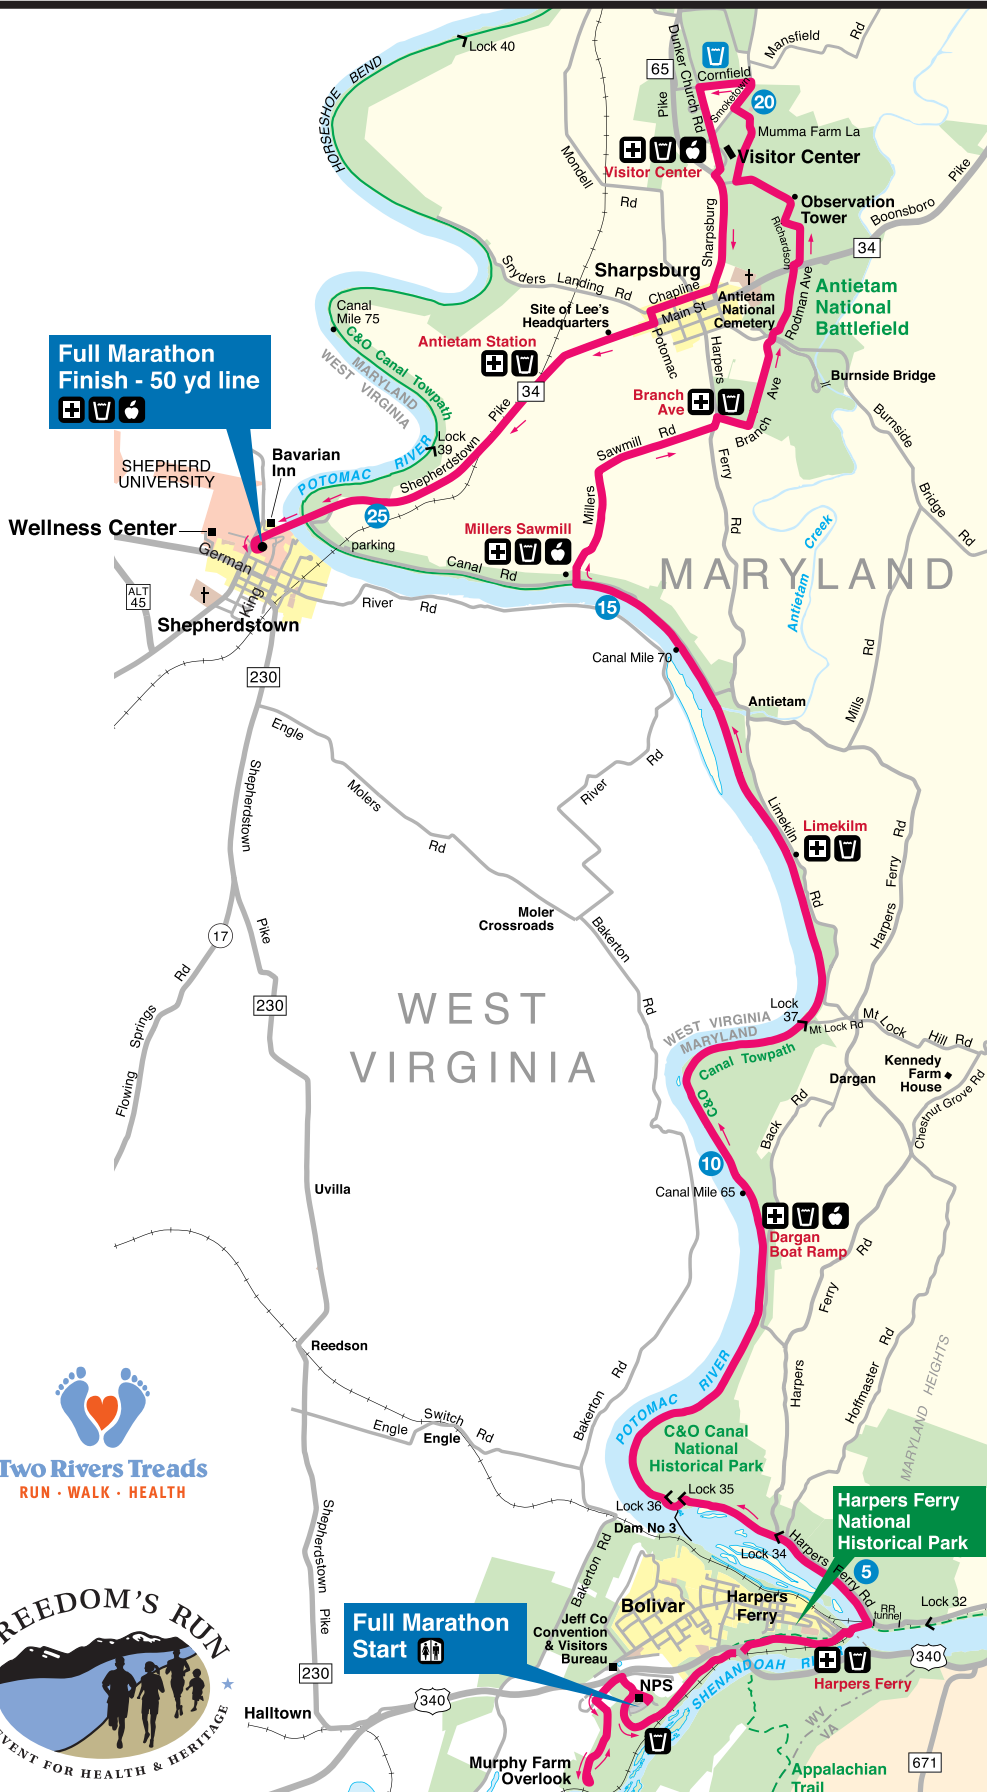 Lock 40
HORSESHOE BEND
Dunker Church Rd
65
Pike
Mansfield Rd
Cornfield
Smoketown
20
Mumma Farm La
Visitor Center
Visitor Center
Mondell
Rd
Observation
Tower
Boonsboro
Pike
34
Sharpsburg
Richardson
Snyders Landing Rd
Sharpsburg
Chapline
Main St
Antietam
National
Cemetery
Rodman Ave
Antietam
National
Battlefield
Canal
Mile 75
C&O Canal Towpath
MARYLAND
WEST VIRGINIA
Site of Lee's
Headquarters
Antietam Station
34
Potomac
Harpers
Ferry
Rd
Burnside Bridge
Branch
Ave
Branch Ave
Burnside
Bridge
Rd
Full Marathon
Finish - 50 yd line
Pike
Shepherdstown
Lock
39
POTOMAC RIVER
Sawmill Rd
Millers
SHEPHERD
UNIVERSITY
Bavarian
Inn
Wellness Center
25
parking
Millers Sawmill
German
King
Canal Rd
ALT
45
Shepherdstown
River Rd
15
MARYLAND
Antietam
Creek
Canal Mile 70
230
Antietam
Mills
Rd
Engle
Molers
Rd
River
Rd
Shepherdstown
Pike
Limekiln
Rd
Limekilm
Harpers Ferry Rd
Moler
Crossroads
Bakerton
Rd
17
Flowing Springs Rd
230
WEST
VIRGINIA
Lock
37
WEST VIRGINIA
MARYLAND
Mt Lock Rd
Mt Lock Hill Rd
C&O Canal Towpath
Kennedy
Farm
House
Dargan
Chestnut Grove Rd
Back Rd
10
Canal Mile 65
Uvilla
Dargan
Boat Ramp
Harpers Ferry Rd
Reedson
Hoffmaster Rd
MARYLAND HEIGHTS
POTOMAC RIVER
Bakerton Rd
Engle
Switch
Rd
Engle
C&O Canal
National
Historical Park
Two Rivers Treads
RUN · WALK · HEALTH
Lock 36
Lock 35
Dam No 3
Lock 34
Harpers Ferry Rd
Harpers Ferry
National
Historical Park
5
Shepherdstown
Pike
Bakerton Rd
Bolivar
Harpers
Ferry
RR
tunnel
Lock 32
Full Marathon
Start
Jeff Co
Convention
& Visitors
Bureau
340
Harpers Ferry
SHENANDOAH
NPS
230
340
Halltown
WV
VA
Murphy Farm
Overlook
Appalachian
Trail
671
REEDOM'S RUN
EVENT FOR HEALTH & HERITAGE